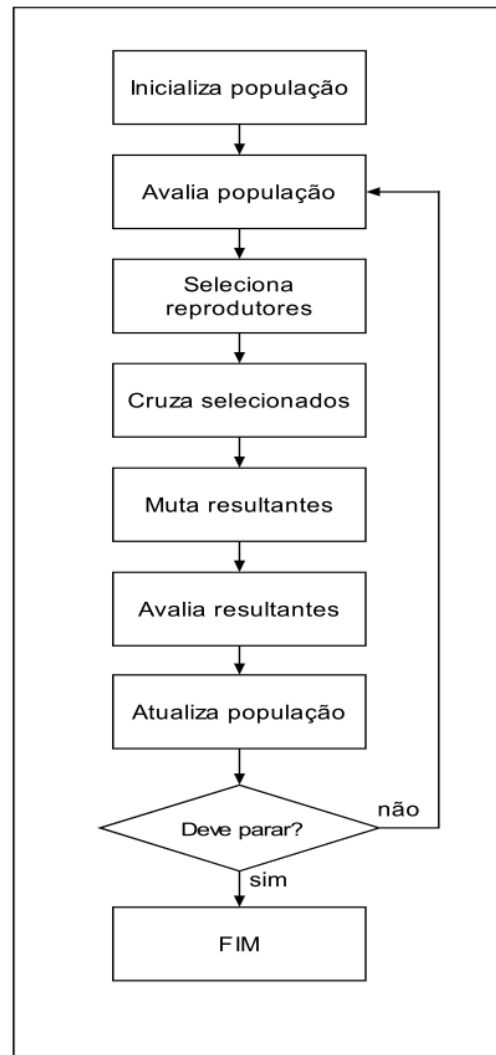 Inicializa população
Avalia população
Seleciona
reprodutores
Cruza selecionados
Muta resultantes
Avalia resultantes
Atualiza população
Deve parar?
não
sim
FIM